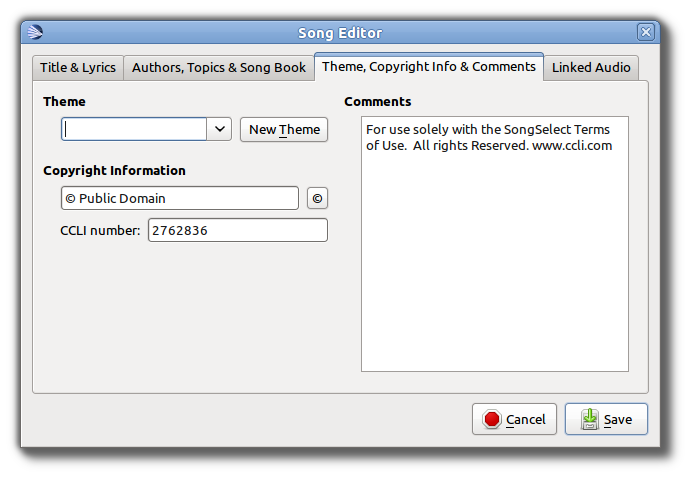 Song Editor
Title & Lyrics
Authors, Topics & Song Book
Theme, Copyright Info & Comments
Linked Audio
Theme
New Theme
Copyright Information
© Public Domain
©
CCLI number:
2762836
Comments
For use solely with the SongSelect Terms
of Use.  All rights Reserved. www.ccli.com
Cancel
Save